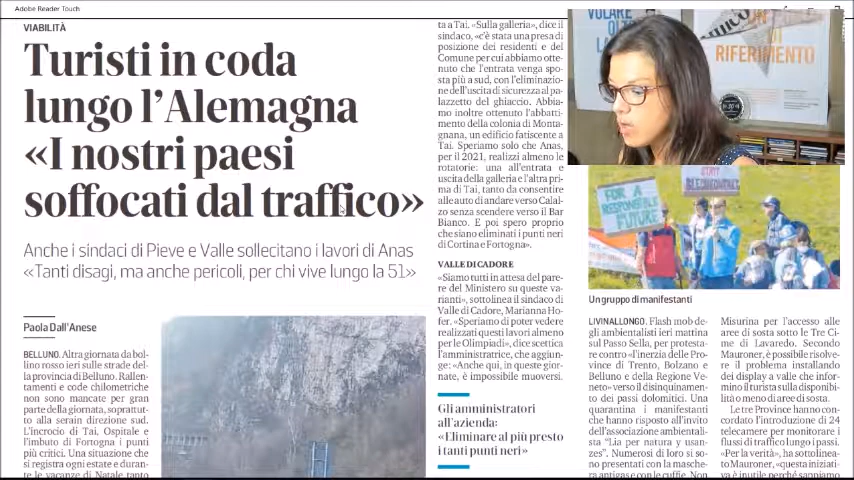 Adobe Reader Touch
VIABILITÀ
Turisti in coda
lungo l'Alemagna
«I nostri paesi
soffocati dal traffico»
Anche i sindaci di Pieve e Valle sollecitano i lavori di Anas
«Tanti disagi, ma anche pericoli, per chi vive lungo la 51»
Paola Dall'Anese
BELLUNO. Altra giornata da bol-
lino rosso ieri sulle strade del-
la provincia di Belluno. Rallen-
tamenti e code chilometriche
non sono mancate per gran
parte della giornata, soprattut-
to alla serain direzione sud.
L'incrocio di Tai, Ospitale e
l'imbuto di Fortogna i punti
più critici. Una situazione che
si registra ogni estate e duran-
te le vacanze di Natale tanto
ta a Tai. «Sulla galleria», dice il
sindaco, «c'è stata una presa di
posizione dei residenti e del
Comune per cui abbiamo otte-
nuto che l'entrata venga spo-
sta più a sud, con l'eliminazio-
ne dell'uscita di sicurezza al pa-
lazzetto del ghiaccio. Abbia-
mo inoltre ottenuto l'abbatti-
mento della colonia di Monta-
gnana, un edificio fatiscente a
Tai. Speriamo solo che Anas,
per il 2021, realizzi almeno le
rotatorie: una all'entrata e
uscita della galleria e l'altra pri-
ma di Tai, tanto da consentire
alle auto di andare verso Calal-
zo senza scendere verso il Bar
Bianco. E poi spero proprio
che siano eliminati i punti neri
di Cortina e Fortogna».
VALLE DI CADORE
«Siamo tutti in attesa del pare-
re del Ministero su queste va-
rianti», sottolinea il sindaco di
Valle di Cadore, Marianna Ho-
fer. «Speriamo di poter vedere
realizzati questi lavori almeno
per le Olimpiadi», dice scettica
l'amministratrice, che aggiun-
ge: «Anche qui, in queste gior-
nate, è impossibile muoversi.
Gli amministratori
all'azienda:
«Eliminare al più presto
i tanti punti neri»
VOLARE
RIFERIMENTO
FOR A
RESPONSIBLE
FUTURE
Un gruppo di manifestanti
LIVINALLONGO. Flash mob de-
gli ambientalisti ieri mattina
sul Passo Sella, per protesta-
re contro «l'inerzia delle Pro-
vince di Trento, Bolzano e
Belluno e della Regione Ve-
neto» verso il disinquinamen-
to dei passi dolomitici. Una
quarantina i manifestanti
che hanno risposto all'invito
dell'associazione ambientali-
sta "Lia per natura y usan-
zes". Numerosi di loro si so-
no presentati con la masche-
ra antigas e con le cuffie. Non
Misurina per l'accesso alle
aree di sosta sotto le Tre Ci-
me di Lavaredo. Secondo
Mauroner, è possibile risolve-
re il problema installando
dei display a valle che infor-
mino il turista sulla disponibi-
lità o meno di aree di sosta.
Le tre Province hanno con-
cordato l'introduzione di 24
telecamere per monitorare i
flussi di traffico lungo i passi.
«Per la verità», ha sottolinea-
to Mauroner, «questa iniziati-
va è inutile perché sappiamo